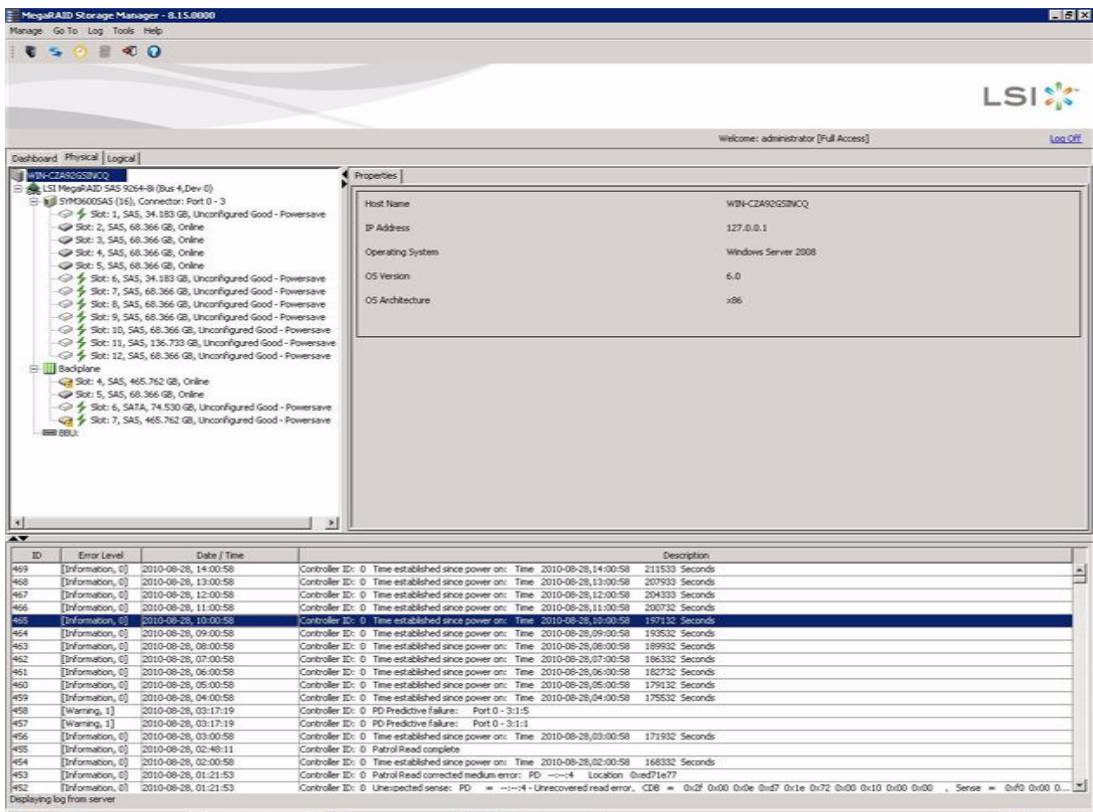 MegaRAID Storage Manager - 8.15.0000
Manage Go To Log Tools Help
LSI
Welcome: administrator [Full Access]
Log Off
Dashboard Physical Logical
WIN-CZA92GSINCQ
LSI MegaRAID SAS 9264-8i (Bus 4,Dev 0)
SYM3600SAS (16), Connector: Port 0 - 3
Slot: 1, SAS, 34.183 GB, Unconfigured Good - Powersave
Slot: 2, SAS, 68.366 GB, Online
Slot: 3, SAS, 68.366 GB, Online
Slot: 4, SAS, 68.366 GB, Online
Slot: 5, SAS, 68.366 GB, Online
Slot: 6, SAS, 34.183 GB, Unconfigured Good - Powersave
Slot: 7, SAS, 68.366 GB, Unconfigured Good - Powersave
Slot: 8, SAS, 68.366 GB, Unconfigured Good - Powersave
Slot: 9, SAS, 68.366 GB, Unconfigured Good - Powersave
Slot: 10, SAS, 68.366 GB, Unconfigured Good - Powersave
Slot: 11, SAS, 136.733 GB, Unconfigured Good - Powersave
Slot: 12, SAS, 68.366 GB, Unconfigured Good - Powersave
Backplane
Slot: 4, SAS, 465.762 GB, Online
Slot: 5, SAS, 68.366 GB, Online
Slot: 6, SATA, 74.530 GB, Unconfigured Good - Powersave
Slot: 7, SAS, 465.762 GB, Unconfigured Good - Powersave
BBU:
Properties
Host Name WIN-CZA92GSINCQ
IP Address 127.0.0.1
Operating System Windows Server 2008
OS Version 6.0
OS Architecture x86
ID Error Level Date / Time Description
469 [Information, 0] 2010-08-28, 14:00:58 Controller ID: 0 Time established since power on: Time 2010-08-28,14:00:58 211533 Seconds
468 [Information, 0] 2010-08-28, 13:00:58 Controller ID: 0 Time established since power on: Time 2010-08-28,13:00:58 207933 Seconds
467 [Information, 0] 2010-08-28, 12:00:58 Controller ID: 0 Time established since power on: Time 2010-08-28,12:00:58 204333 Seconds
466 [Information, 0] 2010-08-28, 11:00:58 Controller ID: 0 Time established since power on: Time 2010-08-28,11:00:58 200732 Seconds
465 [Information, 0] 2010-08-28, 10:00:58 Controller ID: 0 Time established since power on: Time 2010-08-28,10:00:58 197132 Seconds
464 [Information, 0] 2010-08-28, 09:00:58 Controller ID: 0 Time established since power on: Time 2010-08-28,09:00:58 193532 Seconds
463 [Information, 0] 2010-08-28, 08:00:58 Controller ID: 0 Time established since power on: Time 2010-08-28,08:00:58 189932 Seconds
462 [Information, 0] 2010-08-28, 07:00:58 Controller ID: 0 Time established since power on: Time 2010-08-28,07:00:58 186332 Seconds
461 [Information, 0] 2010-08-28, 06:00:58 Controller ID: 0 Time established since power on: Time 2010-08-28,06:00:58 182732 Seconds
460 [Information, 0] 2010-08-28, 05:00:58 Controller ID: 0 Time established since power on: Time 2010-08-28,05:00:58 179132 Seconds
459 [Information, 0] 2010-08-28, 04:00:58 Controller ID: 0 Time established since power on: Time 2010-08-28,04:00:58 175532 Seconds
458 [Warning, 1] 2010-08-28, 03:17:19 Controller ID: 0 PD Predictive failure: Port 0 - 3:1:5
457 [Warning, 1] 2010-08-28, 03:17:19 Controller ID: 0 PD Predictive failure: Port 0 - 3:1:1
456 [Information, 0] 2010-08-28, 03:00:58 Controller ID: 0 Time established since power on: Time 2010-08-28,03:00:58 171932 Seconds
455 [Information, 0] 2010-08-28, 02:48:11 Controller ID: 0 Patrol Read complete
454 [Information, 0] 2010-08-28, 02:00:58 Controller ID: 0 Time established since power on: Time 2010-08-28,02:00:58 168332 Seconds
453 [Information, 0] 2010-08-28, 01:21:53 Controller ID: 0 Patrol Read corrected medium error: PD --:--:4 Location 0xed71e77
452 [Information, 0] 2010-08-28, 01:21:53 Controller ID: 0 Unexpected sense: PD = --:--:4 - Unrecovered read error, CDB = 0x2f 0x00 0x0e 0xd7 0x1e 0x72 0x00 0x10 0x00 0x00 , Sense = 0xf0 0x00 0...
Displaying log from server